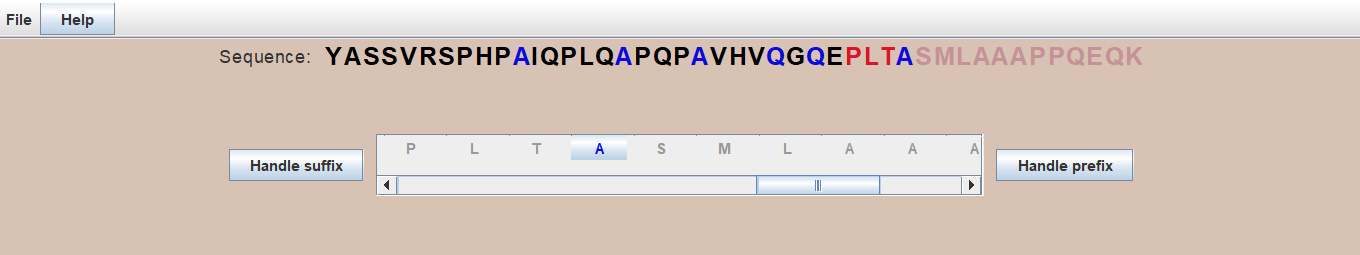 File Help
Sequence: YASSVRSPHPAIQPLQAPQPAVHVQGQEPLTASMLAAAPPQEQK
P L T A S M L A A A
Handle suffix Handle prefix